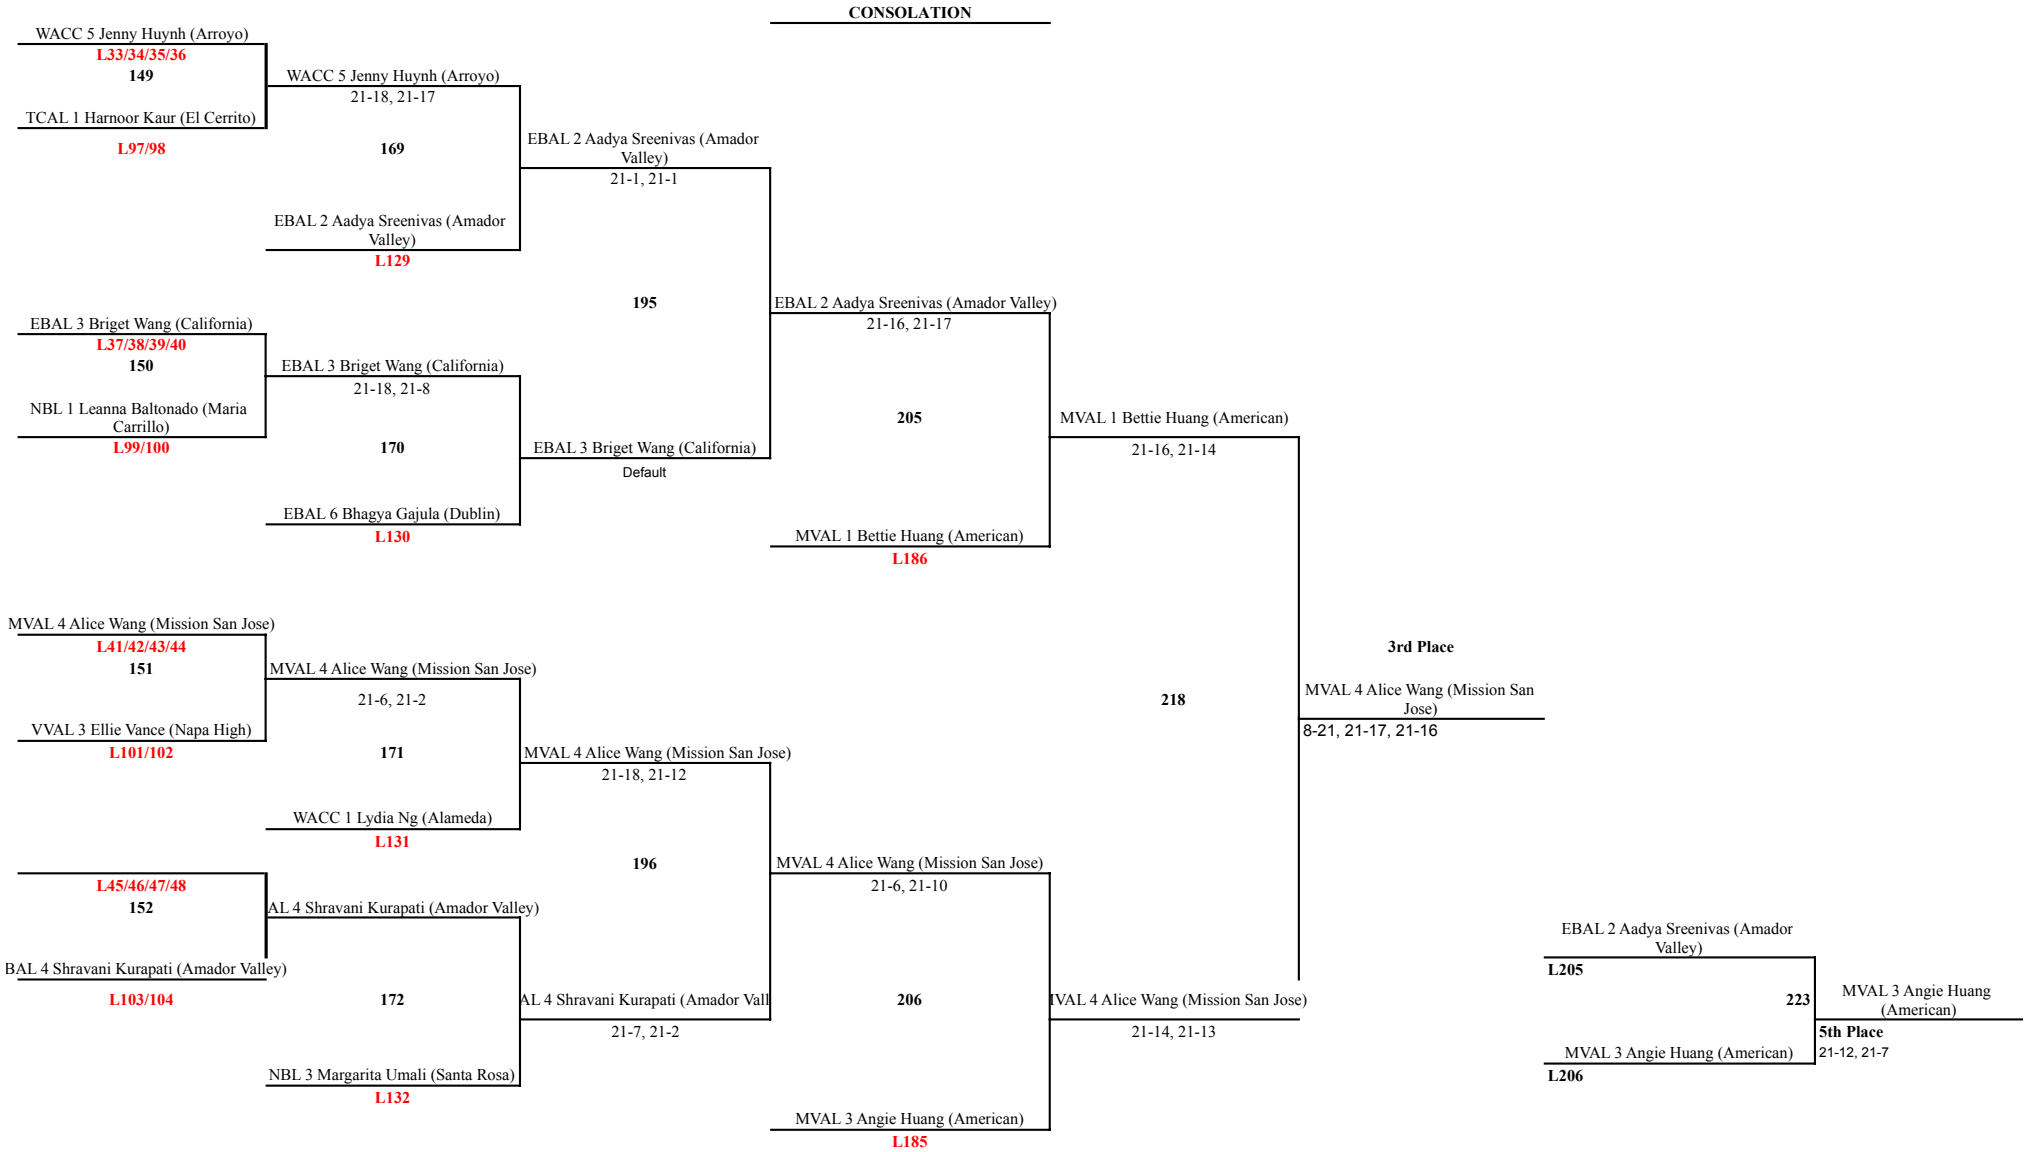 CONSOLATION
WACC 5 Jenny Huynh (Arroyo)
L33/34/35/36
149
WACC 5 Jenny Huynh (Arroyo)
21-18, 21-17
TCAL 1 Harnoor Kaur (El Cerrito)
L97/98
169
EBAL 2 Aadya Sreenivas (Amador
Valley)
21-1, 21-1
EBAL 2 Aadya Sreenivas (Amador
Valley)
L129
195
EBAL 2 Aadya Sreenivas (Amador Valley)
21-16, 21-17
EBAL 3 Briget Wang (California)
L37/38/39/40
150
EBAL 3 Briget Wang (California)
21-18, 21-8
NBL 1 Leanna Baltonado (Maria
Carrillo)
L99/100
170
EBAL 3 Briget Wang (California)
Default
205
MVAL 1 Bettie Huang (American)
21-16, 21-14
EBAL 6 Bhagya Gajula (Dublin)
L130
MVAL 1 Bettie Huang (American)
L186
MVAL 4 Alice Wang (Mission San Jose)
L41/42/43/44
151
MVAL 4 Alice Wang (Mission San Jose)
21-6, 21-2
VVAL 3 Ellie Vance (Napa High)
L101/102
171
MVAL 4 Alice Wang (Mission San Jose)
21-18, 21-12
218
3rd Place
MVAL 4 Alice Wang (Mission San
Jose)
8-21, 21-17, 21-16
WACC 1 Lydia Ng (Alameda)
L131
196
MVAL 4 Alice Wang (Mission San Jose)
21-6, 21-10
L45/46/47/48
152
AL 4 Shravani Kurapati (Amador Valley)
BAL 4 Shravani Kurapati (Amador Valley)
L103/104
172
AL 4 Shravani Kurapati (Amador Vall
21-7, 21-2
206
MVAL 4 Alice Wang (Mission San Jose)
21-14, 21-13
NBL 3 Margarita Umali (Santa Rosa)
L132
MVAL 3 Angie Huang (American)
L185
EBAL 2 Aadya Sreenivas (Amador
Valley)
L205
223
MVAL 3 Angie Huang
(American)
5th Place
21-12, 21-7
MVAL 3 Angie Huang (American)
L206